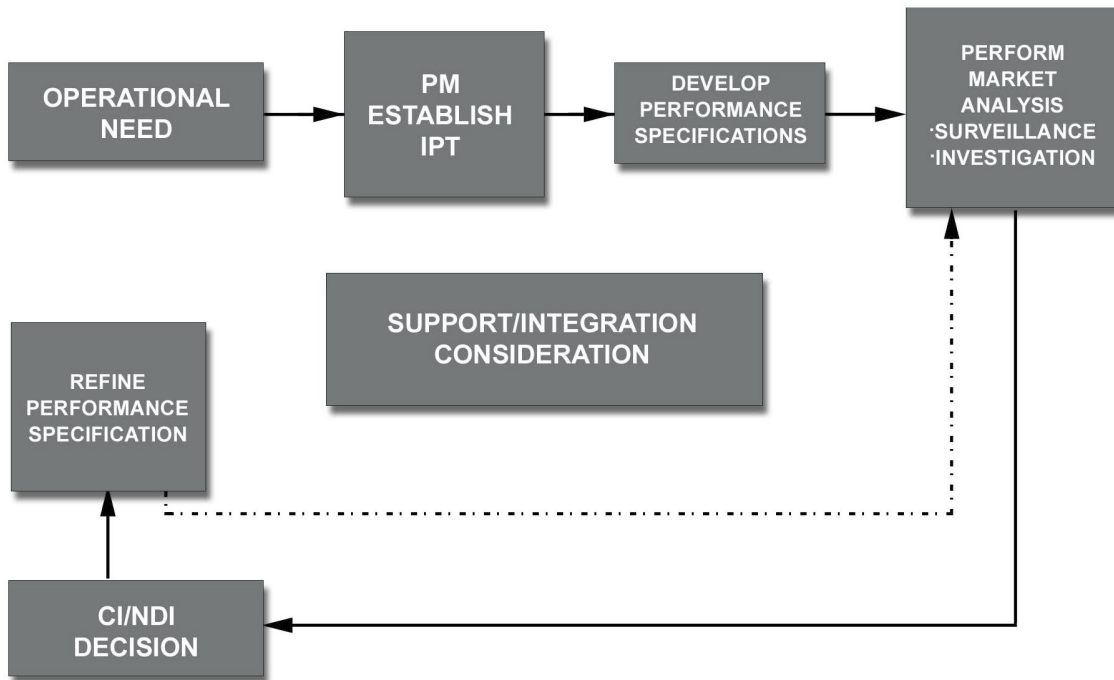 OPERATIONAL
NEED
PM
ESTABLISH
IPT
DEVELOP
PERFORMANCE
SPECIFICATIONS
PERFORM
MARKET
ANALYSIS
·SURVEILLANCE
·INVESTIGATION
SUPPORT/INTEGRATION
CONSIDERATION
REFINE
PERFORMANCE
SPECIFICATION
CI/NDI
DECISION